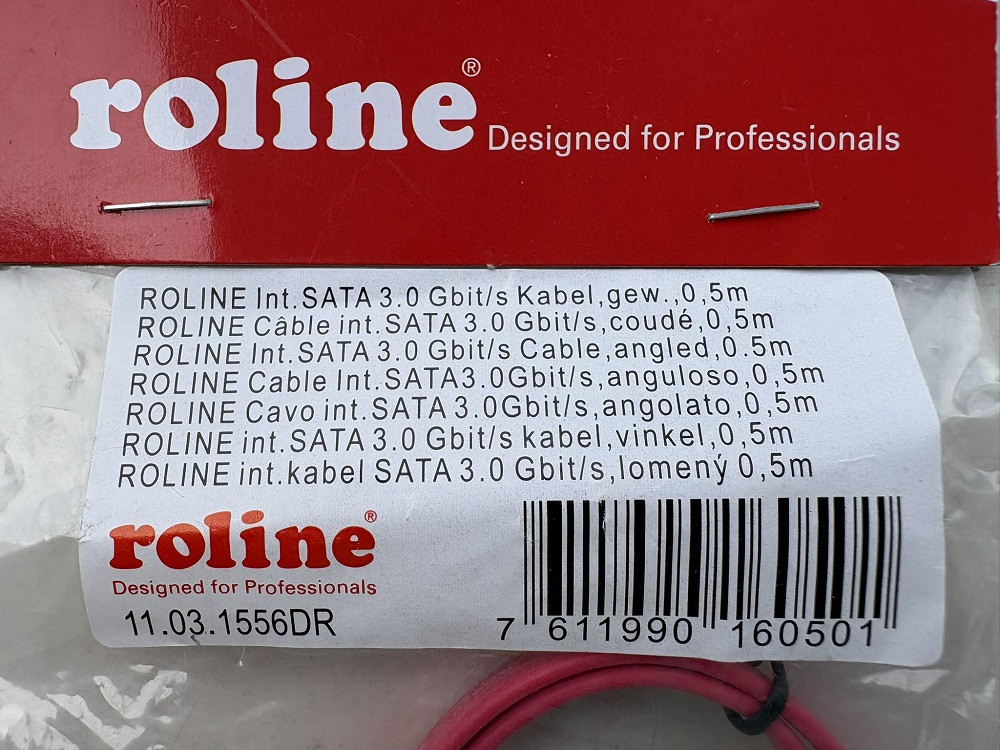 roline®
Designed for Professionals
ROLINE Int.SATA 3.0 Gbit/s Kabel,gew.,0,5m
ROLINE Câble int.SATA 3.0 Gbit/s,coudé,0,5m
ROLINE Int.SATA 3.0 Gbit/s Cable,angled,0.5m
ROLINE Cable Int.SATA3.0Gbit/s,anguloso,0,5m
ROLINE Cavo int.SATA 3.0Gbit/s,angolato,0,5m
ROLINE int.SATA 3.0 Gbit/s kabel,vinkel,0,5m
ROLINE int.kabel SATA 3.0 Gbit/s,lomený 0,5m
roline®
Designed for Professionals
11.03.1556DR
7 611990 160501